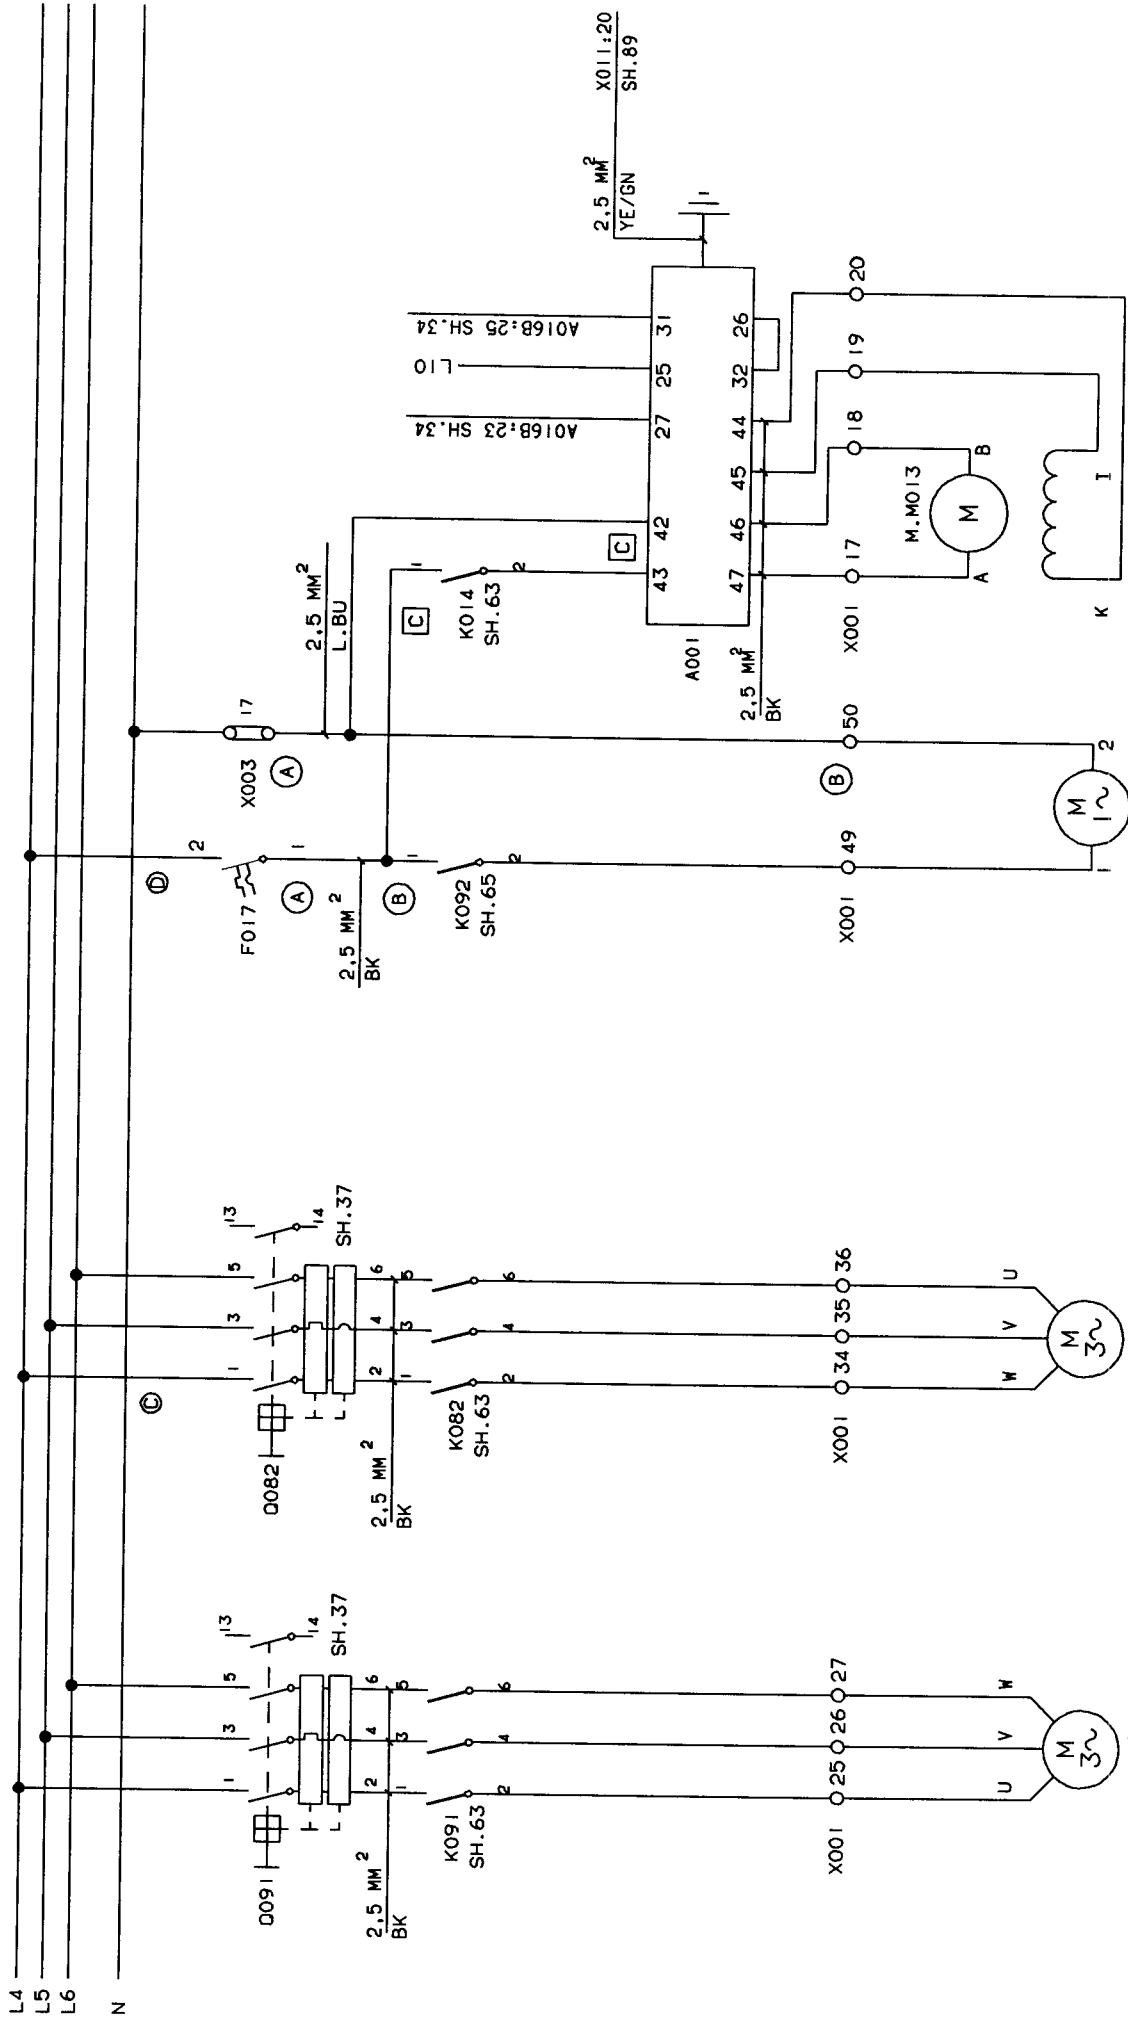 L4
L5
L6
N
Q091
1
3
5
13
14
SH.37
2
4
6
2,5 MM²
BK
1
3
5
K091
SH.63
2
4
6
X001
25
26
27
U
V
W
M
3~
C
Q082
1
3
5
13
14
SH.37
2
4
6
2,5 MM²
BK
1
3
5
K082
SH.63
2
4
6
X001
34
35
36
W
V
U
M
3~
D
2
F017
1
A
2,5 MM²
BK
B
1
K092
SH.65
2
X001
49
1
X003
17
A
2,5 MM²
L.BU
B
50
2
M
1~
C
1
K014
SH.63
2
C
A016B:23 SH.34
L10
A016B:25 SH.34
2,5 MM²
YE/GN
X011:20
SH.89
A001
43
42
27
25
31
47
46
45
44
32
26
2,5 MM²
BK
X001
17
18
19
20
M.M013
A
M
B
K
I